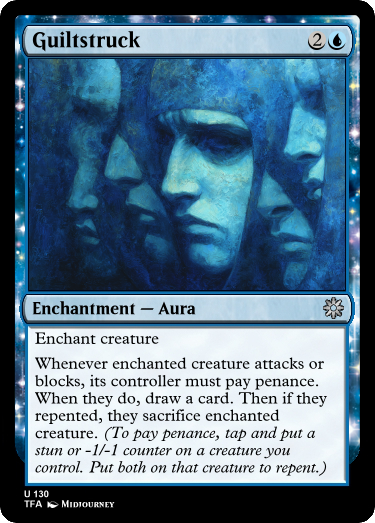 Guiltstruck 2
Enchantment — Aura
Enchant creature
Whenever enchanted creature attacks or
blocks, its controller must pay penance.
When they do, draw a card. Then if they
repented, they sacrifice enchanted
creature. (To pay penance, tap and put a
stun or -1/-1 counter on a creature you
control. Put both on that creature to repent.)
U 130
TFA Midjourney